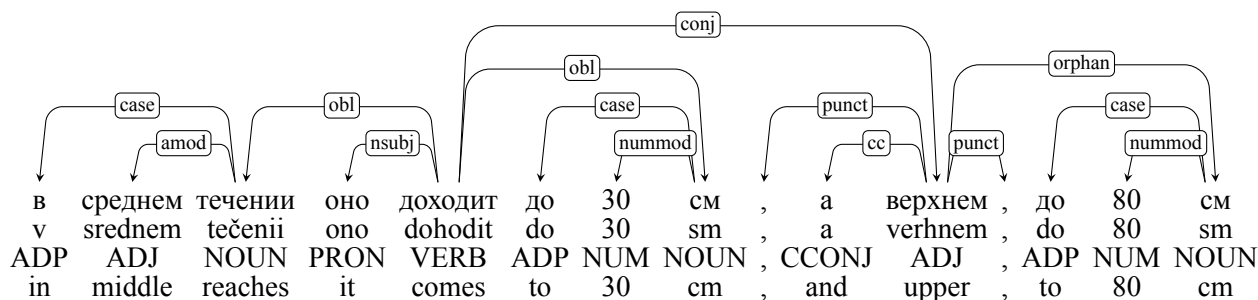 conj
obl orphan
case obl case punct case
amod nsubj nummod cc punct nummod
в среднем течении оно доходит до 30 см , а верхнем , до 80 см
v srednem tečenii ono dohodit do 30 sm , a verhnem , do 80 sm
ADP ADJ NOUN PRON VERB ADP NUM NOUN , CCONJ ADJ , ADP NUM NOUN
in middle reaches it comes to 30 cm , and upper , to 80 cm